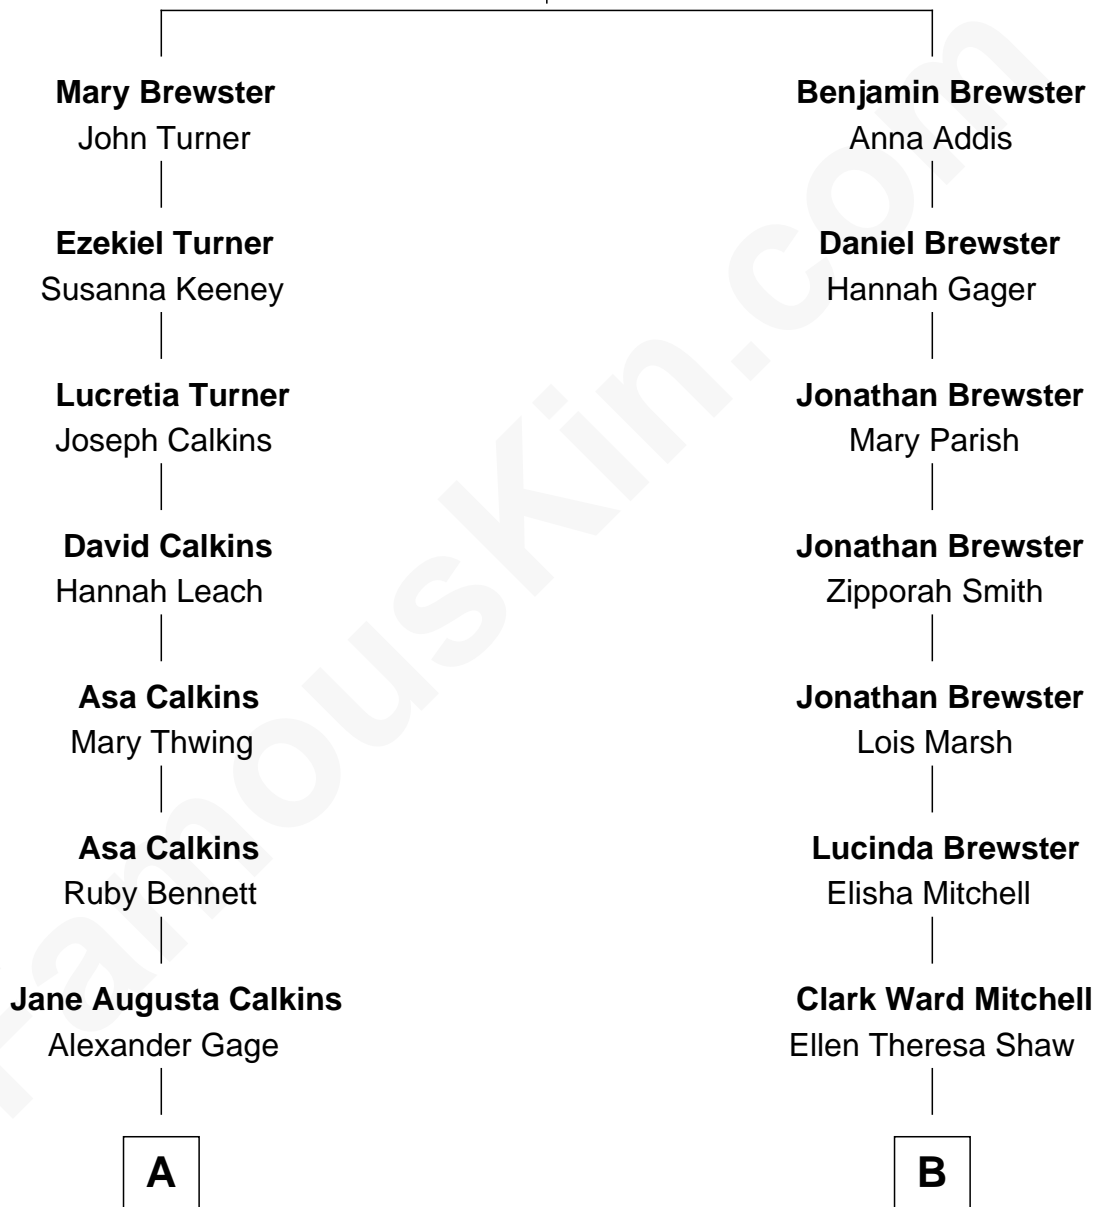 Mary Brewster
John Turner
Benjamin Brewster
Anna Addis
Ezekiel Turner
Susanna Keeney
Daniel Brewster
Hannah Gager
Lucretia Turner
Joseph Calkins
Jonathan Brewster
Mary Parish
David Calkins
Hannah Leach
Jonathan Brewster
Zipporah Smith
Asa Calkins
Mary Thwing
Jonathan Brewster
Lois Marsh
Asa Calkins
Ruby Bennett
Lucinda Brewster
Elisha Mitchell
Jane Augusta Calkins
Alexander Gage
Clark Ward Mitchell
Ellen Theresa Shaw
A
B
FamousKin.com